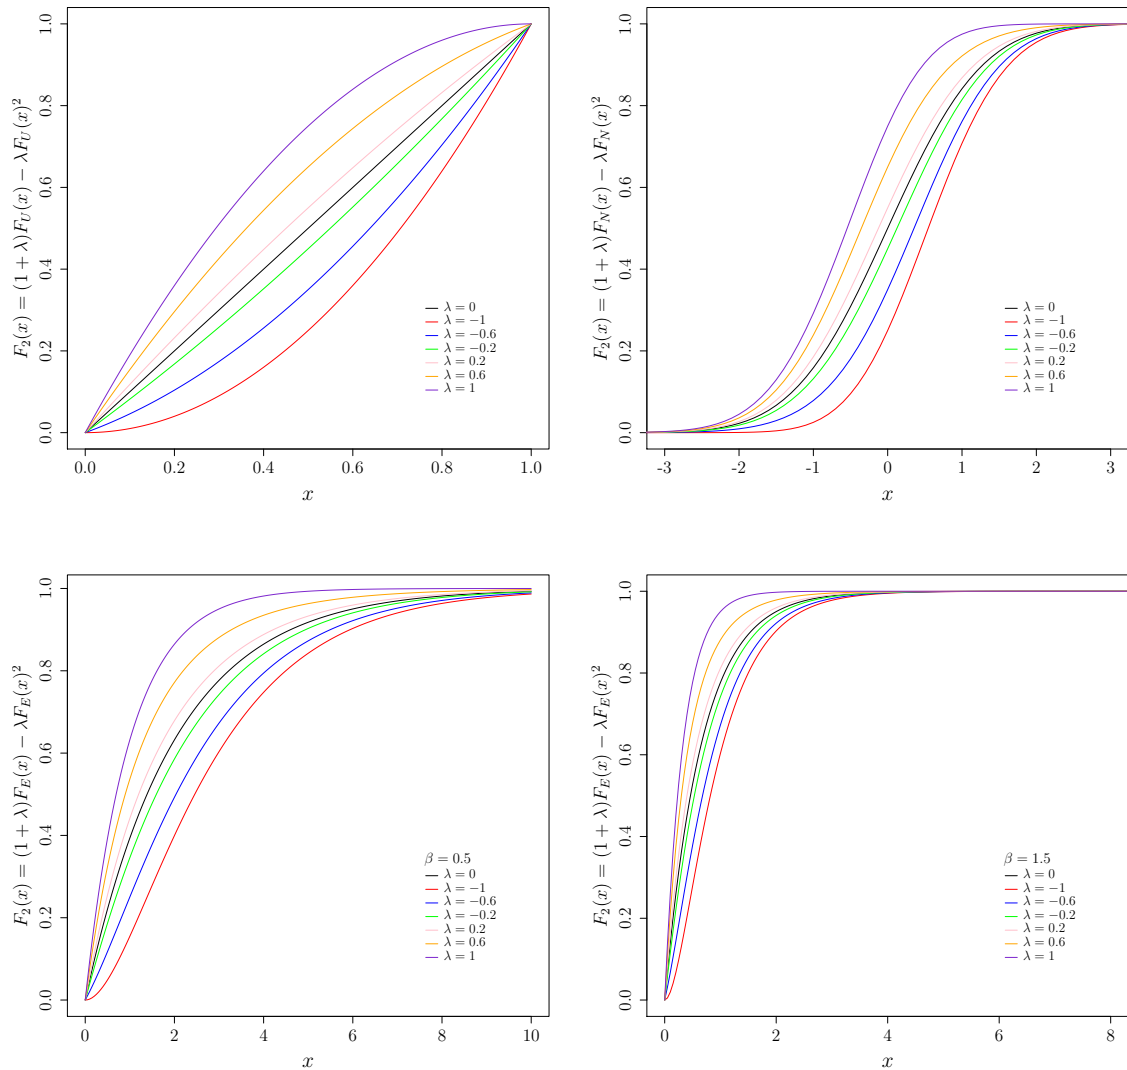 F₂(x) = (1 + λ)F_U(x) − λF_U(x)²
1.0
0.8
0.6
0.4
0.2
0.0
λ = 0
λ = −1
λ = −0.6
λ = −0.2
λ = 0.2
λ = 0.6
λ = 1
0.0 0.2 0.4 0.6 0.8 1.0
x
F₂(x) = (1 + λ)F_N(x) − λF_N(x)²
1.0
0.8
0.6
0.4
0.2
0.0
λ = 0
λ = −1
λ = −0.6
λ = −0.2
λ = 0.2
λ = 0.6
λ = 1
-3 -2 -1 0 1 2 3
x
F₂(x) = (1 + λ)F_E(x) − λF_E(x)²
1.0
0.8
0.6
0.4
0.2
0.0
β = 0.5
λ = 0
λ = −1
λ = −0.6
λ = −0.2
λ = 0.2
λ = 0.6
λ = 1
0 2 4 6 8 10
x
F₂(x) = (1 + λ)F_E(x) − λF_E(x)²
1.0
0.8
0.6
0.4
0.2
0.0
β = 1.5
λ = 0
λ = −1
λ = −0.6
λ = −0.2
λ = 0.2
λ = 0.6
λ = 1
0 2 4 6 8
x